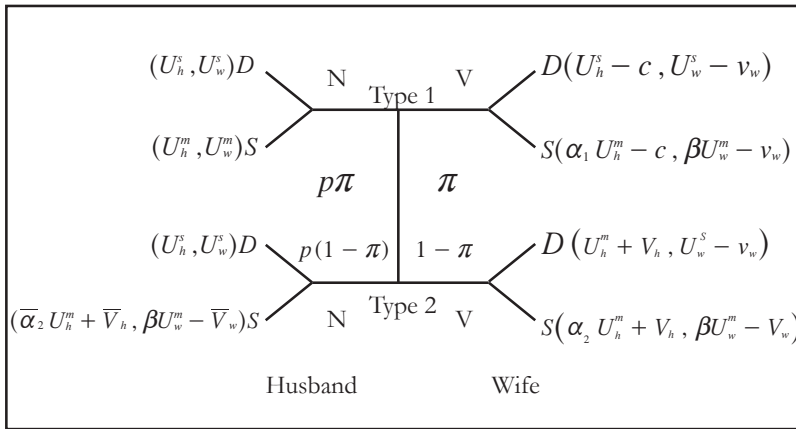 (U_h^s, U_w^s)D N V D(U_h^s − c, U_w^s − v_w)
Type 1
(U_h^m, U_w^m)S S(α_1 U_h^m − c, βU_w^m − v_w)
pπ π
(U_h^s, U_w^s)D p(1 − π) 1 − π D(U_h^m + V_h, U_w^S − v_w)
(α̅_2 U_h^m + V̅_h, βU_w^m − V̅_w)S N Type 2 V S(α_2 U_h^m + V_h, βU_w^m − V_w)
Husband Wife